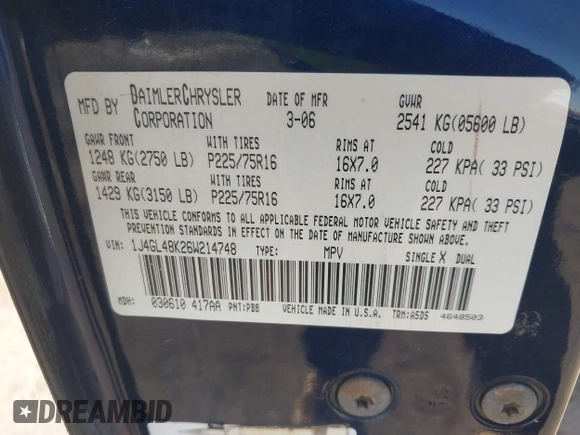 MFD BY DAIMLERCHRYSLER CORPORATION DATE OF MFR 3-06 GVWR 2541 KG(05600 LB)
GAWR FRONT WITH TIRES RIMS AT COLD
1248 KG(2750 LB) P225/75R16 16X7.0 227 KPA( 33 PSI)
GAWR REAR WITH TIRES RIMS AT COLD
1429 KG(3150 LB) P225/75R16 16X7.0 227 KPA( 33 PSI)
THIS VEHICLE CONFORMS TO ALL APPLICABLE FEDERAL MOTOR VEHICLE SAFETY AND THEFT
PREVENTION STANDARDS IN EFFECT ON THE DATE OF MANUFACTURE SHOWN ABOVE.
VIN: 1J4GL48K26W214748 TYPE: MPV SINGLE X DUAL
MDH: 030610 417AA PNT:PB8 VEHICLE MADE IN U.S.A. TRM:A5D5 4648503
DREAMBID